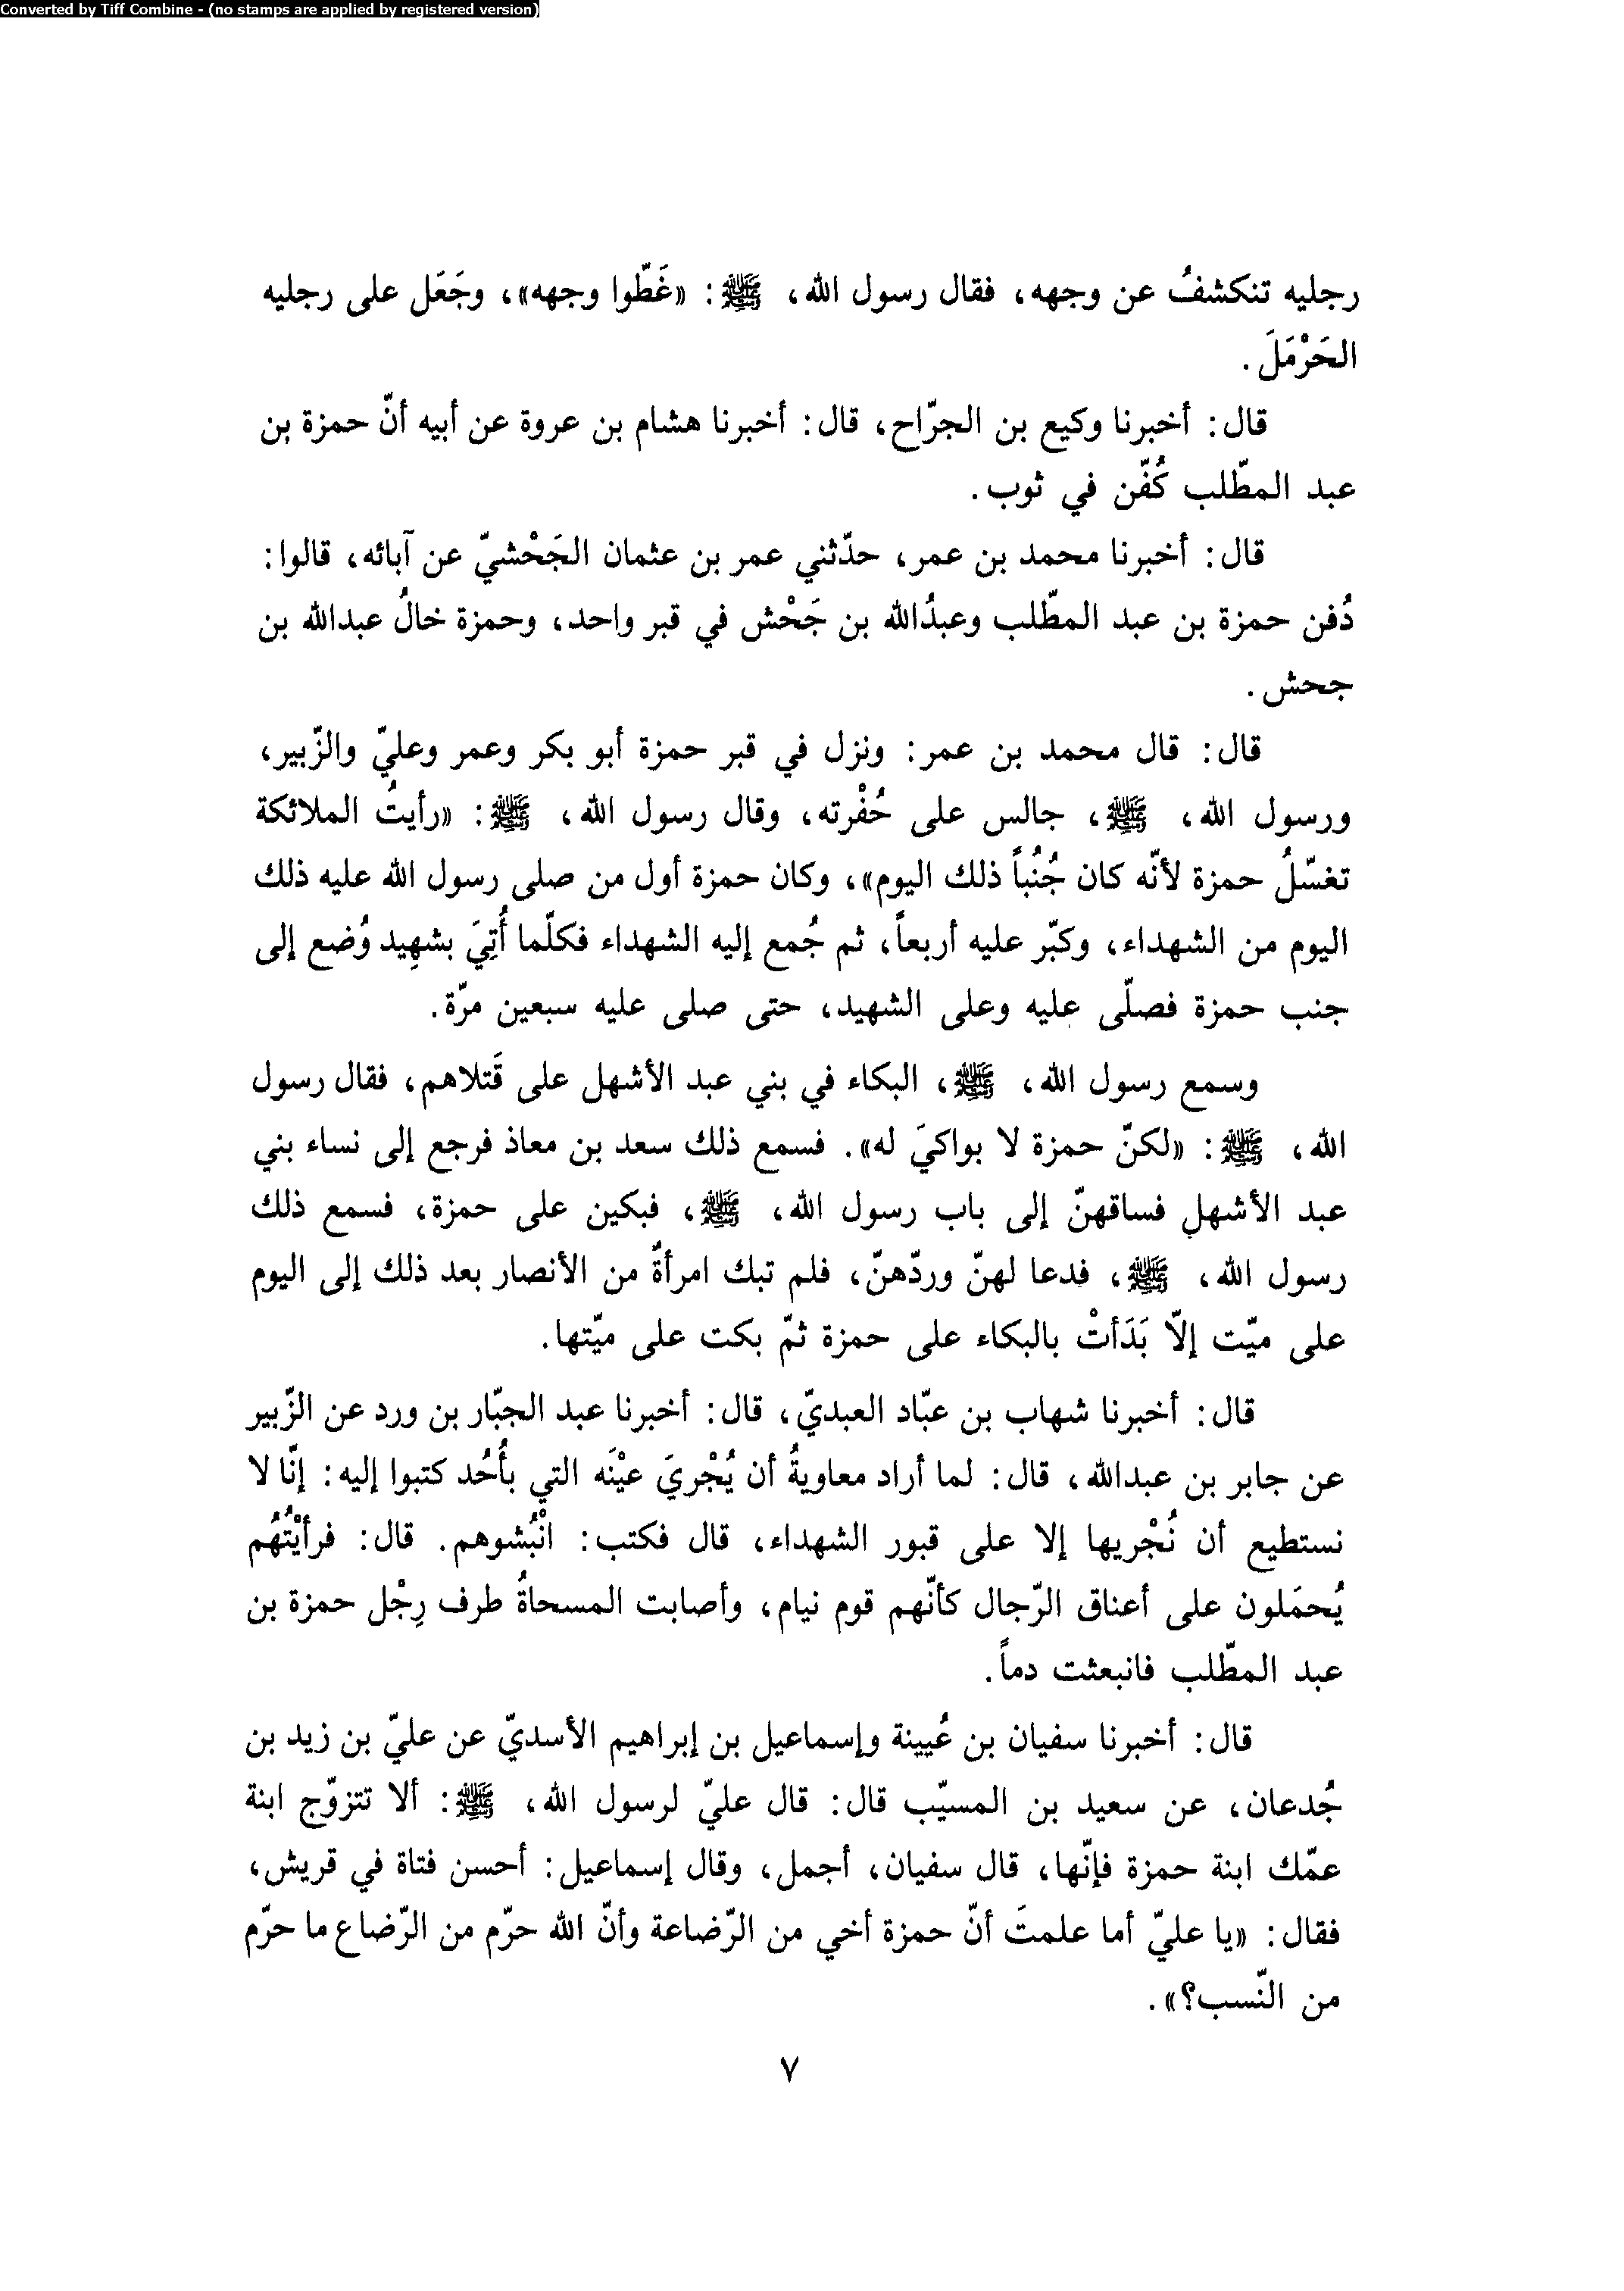 Converted by Tiff Combine - (no stamps are applied by registered version)
رجليه تنكشفُ عن وجهه، فقال رسول الله، ﷺ: «غَطّوا وجهه»، وجَعَل على رجليه
الحَرْمَلَ.
قال: أخبرنا وكيع بن الجرّاح، قال: أخبرنا هشام بن عروة عن أبيه أنّ حمزة بن
عبد المطّلب كُفّن في ثوب.
قال: أخبرنا محمد بن عمر، حدّثني عمر بن عثمان الجَحْشيّ عن آبائه، قالوا:
دُفن حمزة بن عبد المطّلب وعبدُالله بن جَحْش في قبر واحد، وحمزة خالُ عبدالله بن
جحش.
قال: قال محمد بن عمر: ونزل في قبر حمزة أبو بكر وعمر وعليّ والزّبير،
ورسول الله، ﷺ، جالس على حُفْرته، وقال رسول الله، ﷺ: «رأيتُ الملائكة
تغسّلُ حمزة لأنّه كان جُنُباً ذلك اليوم»، وكان حمزة أول من صلى رسول الله عليه ذلك
اليوم من الشهداء، وكبّر عليه أربعاً، ثم جُمع إليه الشهداء فكلّما أُتِيَ بشهِيد وُضع إلى
جنب حمزة فصلّى عليه وعلى الشهيد، حتى صلى عليه سبعين مرّة.
وسمع رسول الله، ﷺ، البكاء في بني عبد الأشهل على قَتلاهم، فقال رسول
الله، ﷺ: «لكنّ حمزة لا بواكيَ له». فسمع ذلك سعد بن معاذ فرجع إلى نساء بني
عبد الأشهل فساقهنّ إلى باب رسول الله، ﷺ، فبكين على حمزة، فسمع ذلك
رسول الله، ﷺ، فدعا لهنّ وردّهنّ، فلم تبك امرأةٌ من الأنصار بعد ذلك إلى اليوم
على ميّت إلاّ بَدَأتْ بالبكاء على حمزة ثمّ بكت على ميّتها.
قال: أخبرنا شهاب بن عبّاد العبديّ، قال: أخبرنا عبد الجبّار بن ورد عن الزّبير
عن جابر بن عبدالله، قال: لما أراد معاويةُ أن يُجْريَ عيْنَه التي بأُحُد كتبوا إليه: إنّا لا
نستطيع أن نُجْريها إلا على قبور الشهداء، قال فكتب: انْبُشوهم. قال: فرأيْتُهُم
يُحمَلون على أعناق الرّجال كأنّهم قوم نيام، وأصابت المسحاةُ طرف رِجْل حمزة بن
عبد المطّلب فانبعثت دماً.
قال: أخبرنا سفيان بن عُيينة وإسماعيل بن إبراهيم الأسديّ عن عليّ بن زيد بن
جُدعان، عن سعيد بن المسيّب قال: قال عليّ لرسول الله، ﷺ: ألا تتزوّج ابنة
عمّك ابنة حمزة فإنّها، قال سفيان، أجمل، وقال إسماعيل: أحسن فتاة في قريش،
فقال: «يا عليّ أما علمتَ أنّ حمزة أخي من الرّضاعة وأنّ الله حرّم من الرّضاع ما حرّم
من النّسب؟».
٧